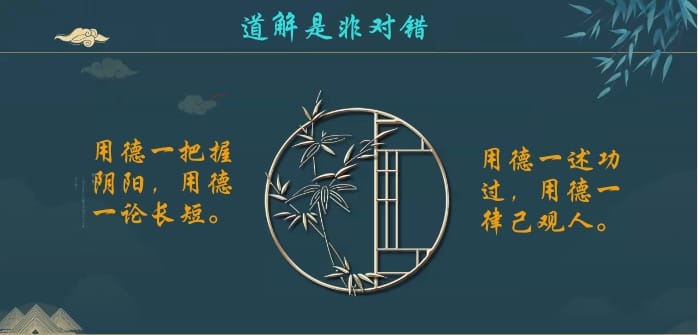 道解是非对错
用德一把握
阴阳，用德
一论长短。
用德一述功
过，用德一
律己观人。